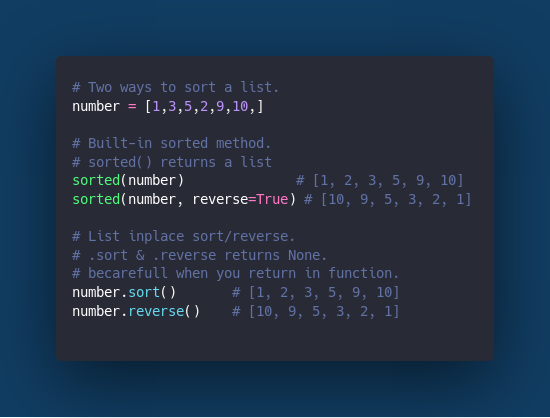 # Two ways to sort a list.
number = [1,3,5,2,9,10,]
# Built-in sorted method.
# sorted() returns a list
sorted(number)              # [1, 2, 3, 5, 9, 10]
sorted(number, reverse=True) # [10, 9, 5, 3, 2, 1]
# List inplace sort/reverse.
# .sort & .reverse returns None.
# becarefull when you return in function.
number.sort()       # [1, 2, 3, 5, 9, 10]
number.reverse()    # [10, 9, 5, 3, 2, 1]